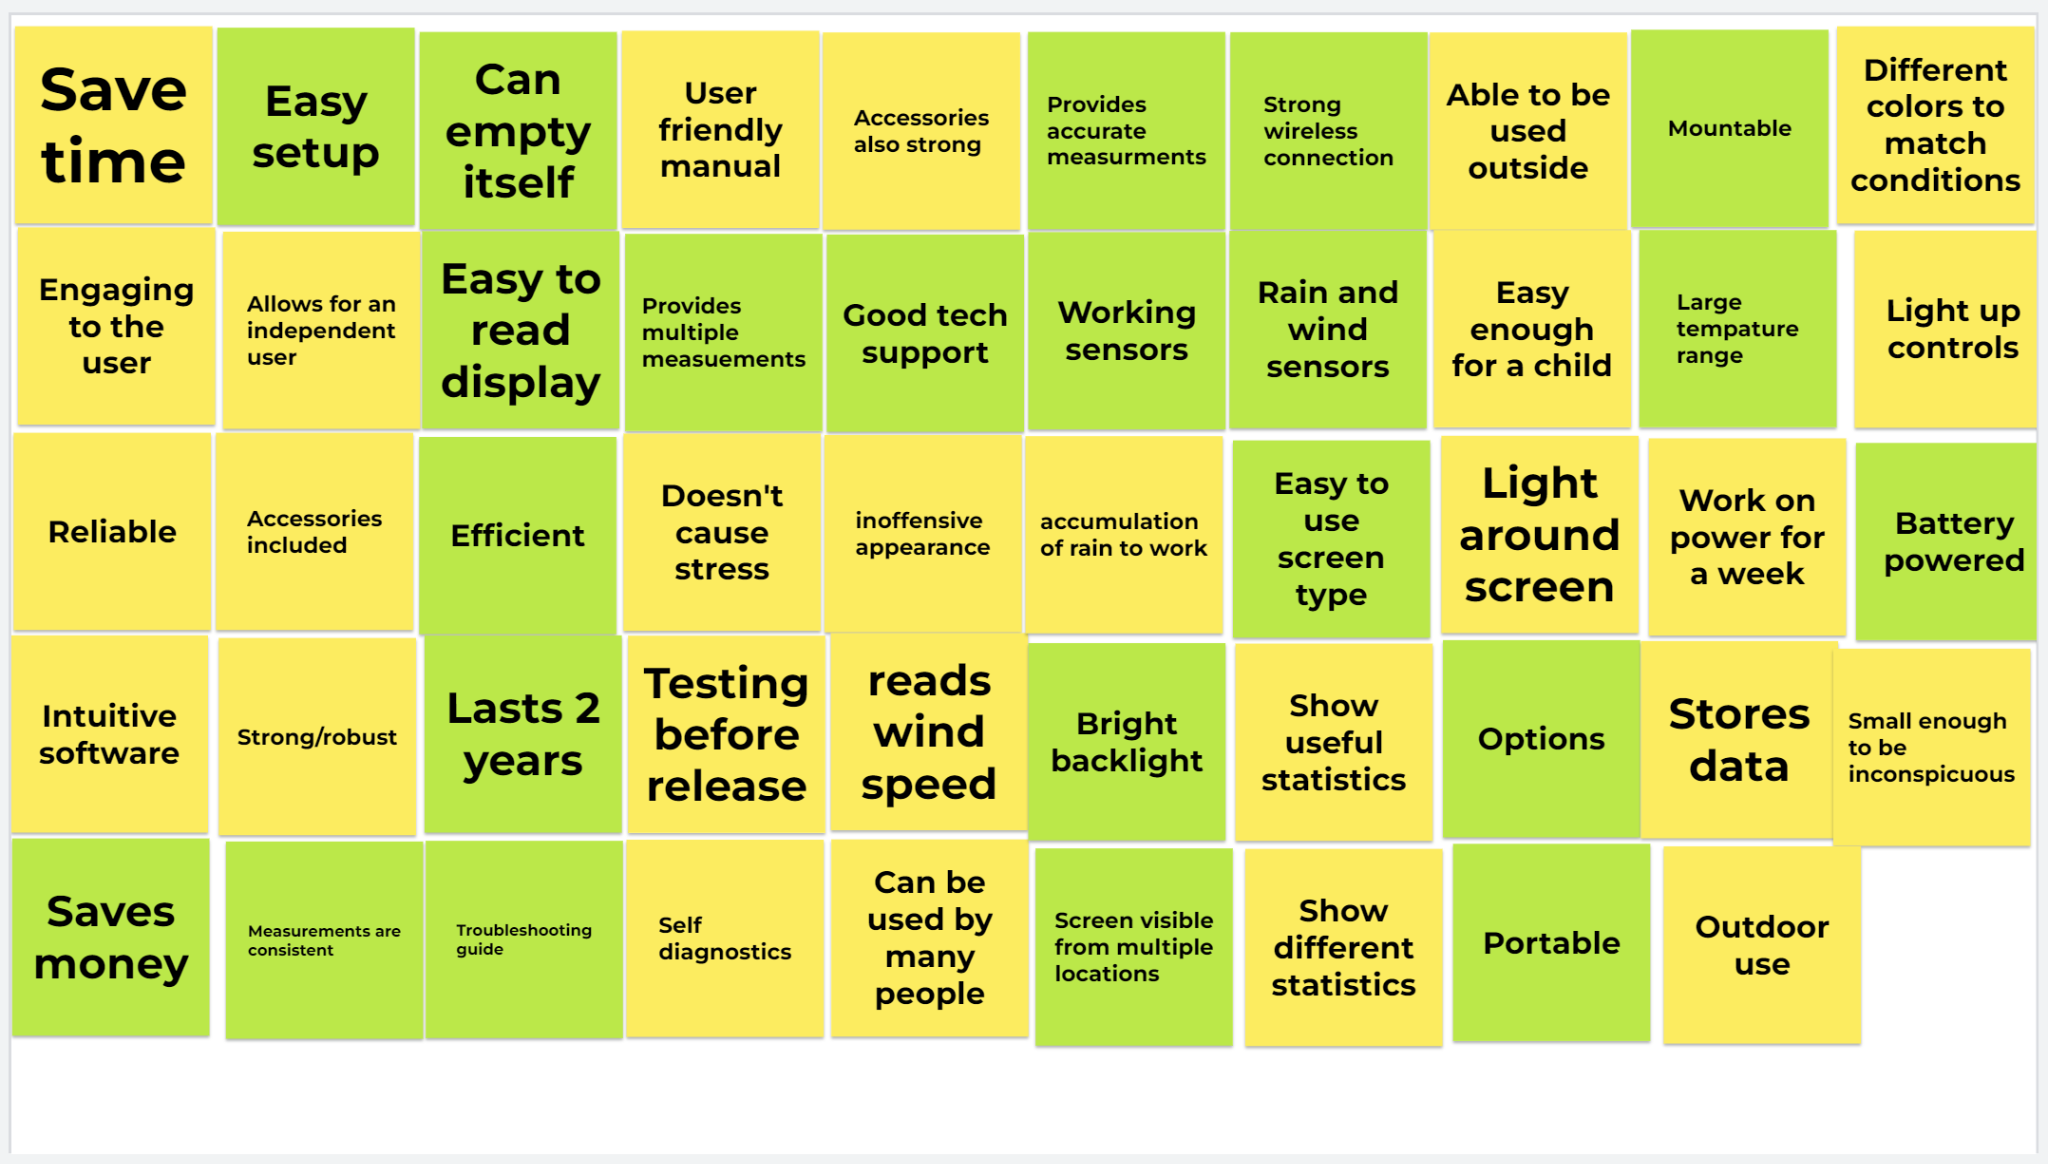 Save
time
Easy
setup
Can
empty
itself
User
friendly
manual
Accessories
also strong
Provides
accurate
measurments
Strong
wireless
connection
Able to be
used
outside
Mountable
Different
colors to
match
conditions
Engaging
to the
user
Allows for an
independent
user
Easy to
read
display
Provides
multiple
measuements
Good tech
support
Working
sensors
Rain and
wind
sensors
Easy
enough
for a child
Large
tempature
range
Light up
controls
Reliable
Accessories
included
Efficient
Doesn't
cause
stress
inoffensive
appearance
accumulation
of rain to work
Easy to
use
screen
type
Light
around
screen
Work on
power for
a week
Battery
powered
Intuitive
software
Strong/robust
Lasts 2
years
Testing
before
release
reads
wind
speed
Bright
backlight
Show
useful
statistics
Options
Stores
data
Small enough
to be
inconspicuous
Saves
money
Measurements are
consistent
Troubleshooting
guide
Self
diagnostics
Can be
used by
many
people
Screen visible
from multiple
locations
Show
different
statistics
Portable
Outdoor
use